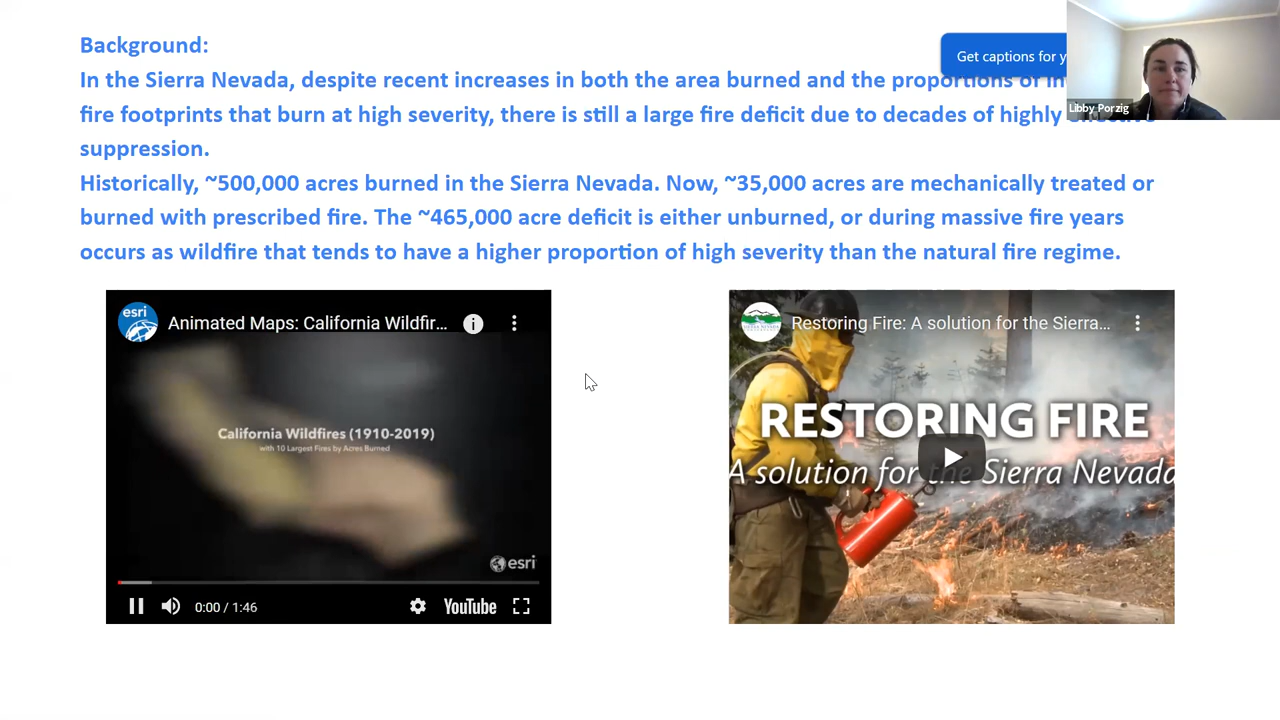 Background:
Get captions for
In the Sierra Nevada, despite recent increases in both the area burned and the proportions of
fire footprints that burn at high severity, there is still a large fire deficit due to decades of highly
Libby Porzig
suppression.
Historically, ~500,000 acres burned in the Sierra Nevada. Now, ~35,000 acres are mechanically treated or
burned with prescribed fire. The ~465,000 acre deficit is either unburned, or during massive fire years
occurs as wildfire that tends to have a higher proportion of high severity than the natural fire regime.
esri
Animated Maps: California Wildfir...
California Wildfires (1910-2019)
with 10 Largest Fires by Acres Burned
esri
0:00 / 1:46
YouTube
Restoring Fire: A solution for the Sierra...
RESTORING FIRE
A solution for the Sierra Nevada